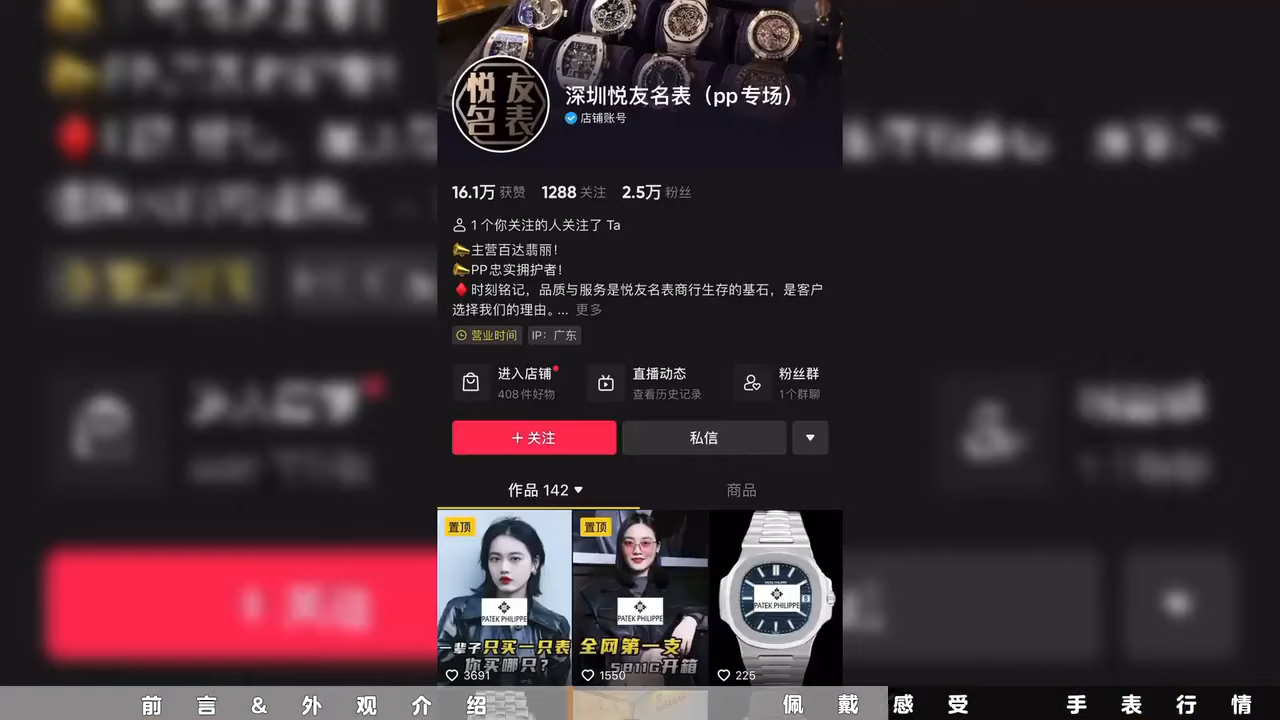 悦友
名表
深圳悦友名表（pp专场）
店铺账号
16.1万 获赞 1288 关注 2.5万 粉丝
1 个你关注的人关注了 Ta
主营百达翡丽！
PP忠实拥护者！
时刻铭记，品质与服务是悦友名表商行生存的基石，是客户
选择我们的理由。... 更多
营业时间 IP：广东
进入店铺 直播动态 粉丝群
408件好物 查看历史记录 1个群聊
＋关注 私信
作品 142 商品
置顶 置顶
PATEK PHILIPPE PATEK PHILIPPE PATEK PHILIPPE
一辈子只买一只表 全网第一支
你买哪只？ 5811G开箱
3691 1550 225
前言&外观介绍 佩戴感受 手表行情